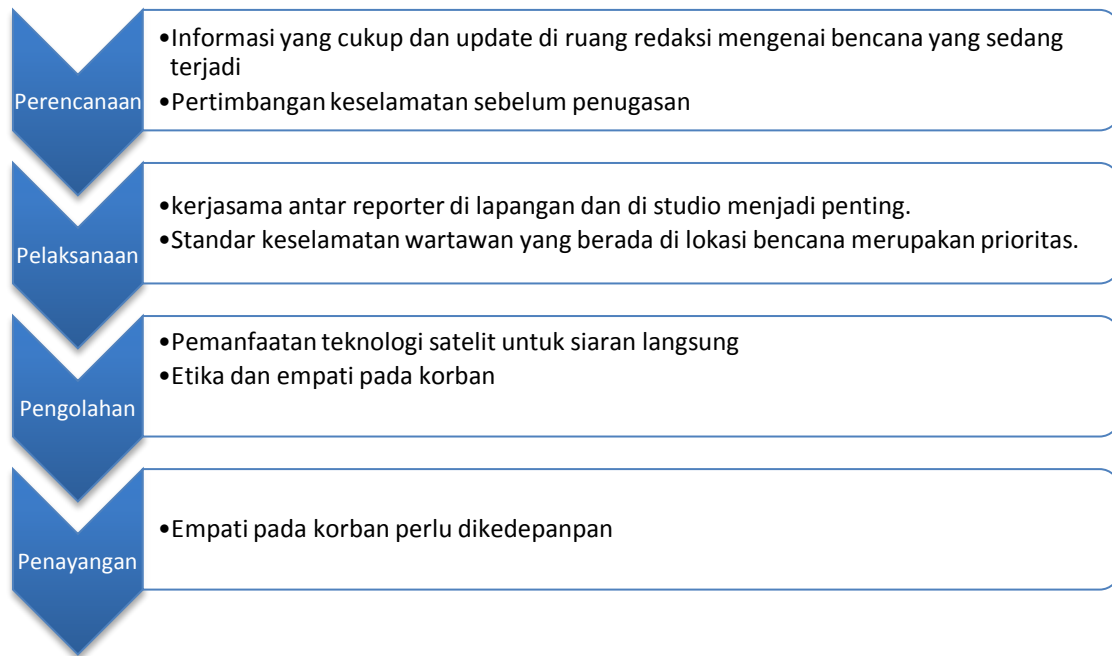 Perencanaan
•Informasi yang cukup dan update di ruang redaksi mengenai bencana yang sedang
terjadi
•Pertimbangan keselamatan sebelum penugasan
Pelaksanaan
•kerjasama antar reporter di lapangan dan di studio menjadi penting.
•Standar keselamatan wartawan yang berada di lokasi bencana merupakan prioritas.
Pengolahan
•Pemanfaatan teknologi satelit untuk siaran langsung
•Etika dan empati pada korban
Penayangan
•Empati pada korban perlu dikedepanpan